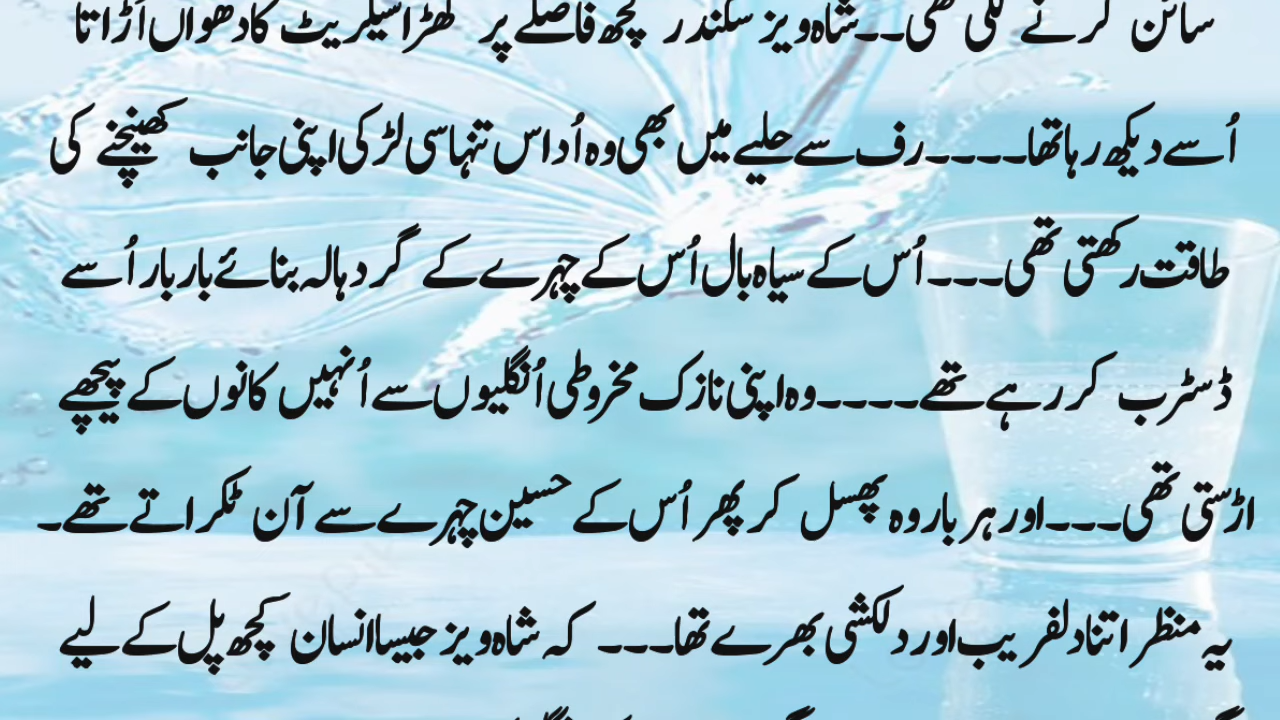 سائن کرنے لگی تھی۔۔شاہ ویز سکندر کچھ فاصلے پر کھڑا سیگریٹ کا دھواں اُڑاتا
اُسے دیکھ رہا تھا۔۔۔۔رف سے حلیے میں بھی وہ اُداس تنہا سی لڑکی اپنی جانب کھینچنے کی
طاقت رکھتی تھی۔۔۔اُس کے سیاہ بال اُس کے چہرے کے گرد ہالہ بنائے بار بار اُسے
ڈسٹرب کر رہے تھے۔۔۔۔وہ اپنی نازک مخروطی اُنگلیوں سے اُنہیں کانوں کے پیچھے
اڑستی تھی۔۔۔اور ہر بار وہ پھسل کر پھر اُس کے حسین چہرے سے آن ٹکراتے تھے۔
یہ منظر اتنا دلفریب اور دلکشی بھرے تھا۔۔۔ کہ شاہ ویز جیسا انسان کچھ پل کے لیے